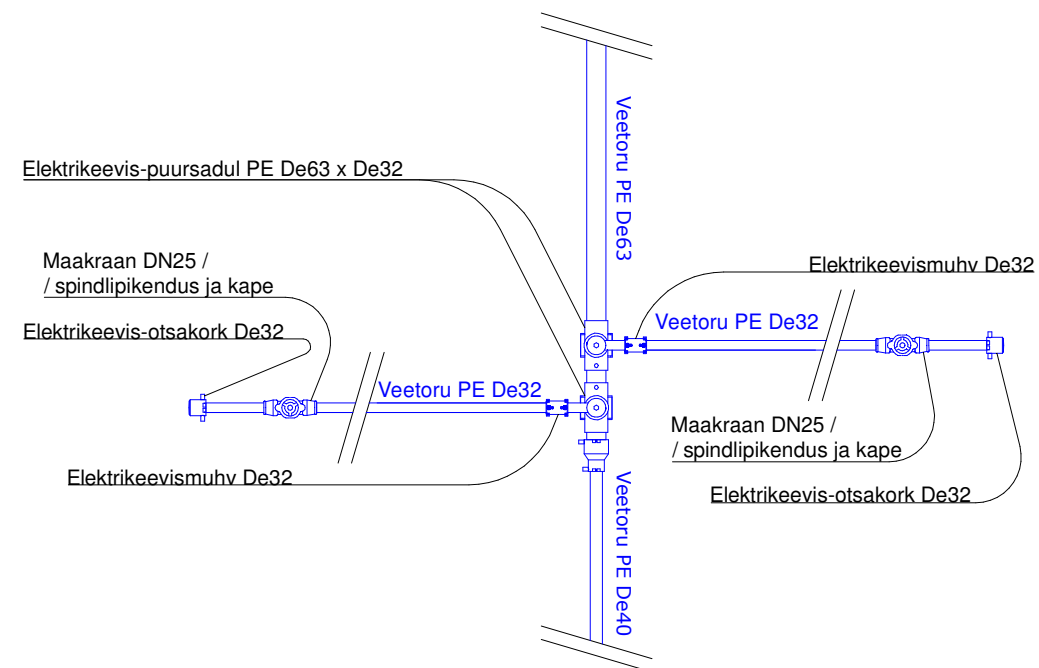 Veetoru PE De63
Elektrikeevis-puursadul PE De63 x De32
Maakraan DN25 /
/ spindlipikendus ja kape
Elektrikeevismuhv De32
Elektrikeevis-otsakork De32
Veetoru PE De32
Veetoru PE De32
Maakraan DN25 /
/ spindlipikendus ja kape
Elektrikeevismuhv De32
Elektrikeevis-otsakork De32
Veetoru PE De40